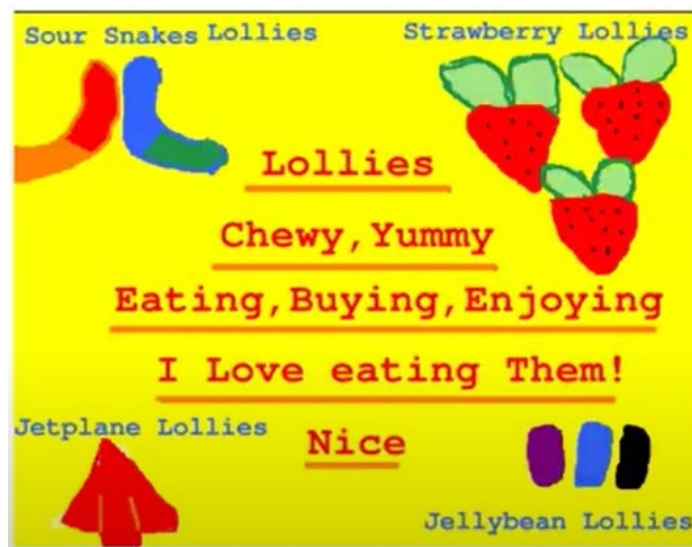 Sour Snakes Lollies
Strawberry Lollies
Lollies
Chewy,Yummy
Eating,Buying,Enjoying
I Love eating Them!
Nice
Jetplane Lollies
Jellybean Lollies